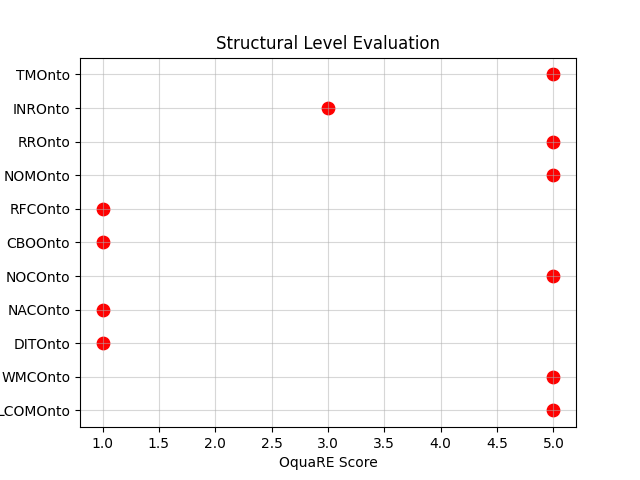 Structural Level Evaluation
TMOnto
INROnto
RROnto
NOMOnto
RFCOnto
CBOOnto
NOCOnto
NACOnto
DITOnto
WMCOnto
LCOMOnto
1.0 1.5 2.0 2.5 3.0 3.5 4.0 4.5 5.0
OquaRE Score